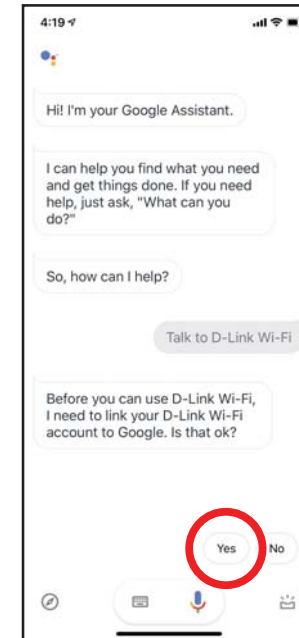 4:19
Hi! I'm your Google Assistant.
I can help you find what you need
and get things done. If you need
help, just ask, "What can you
do?"
So, how can I help?
Talk to D-Link Wi-Fi
Before you can use D-Link Wi-Fi,
I need to link your D-Link Wi-Fi
account to Google. Is that ok?
Yes No